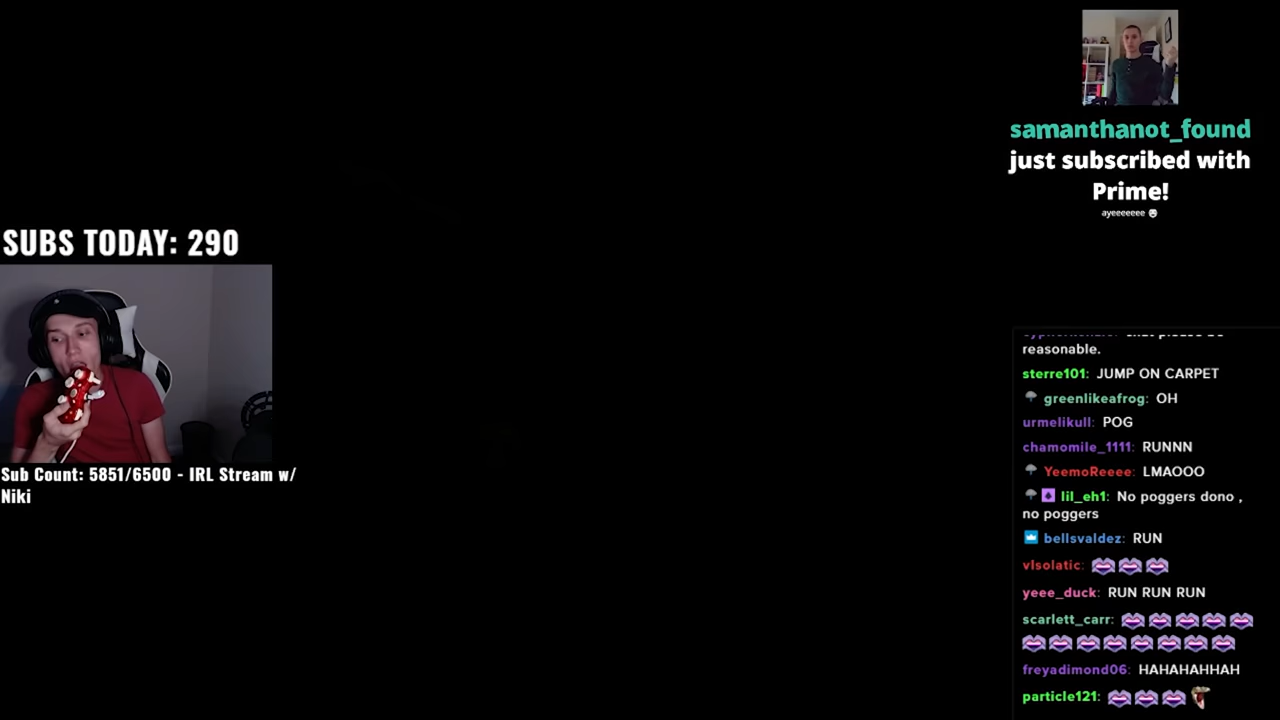 samanthanot_found
just subscribed with
Prime!
ayeeeeeee
SUBS TODAY: 290
Sub Count: 5851/6500 - IRL Stream w/
Niki
reasonable.
sterre101: JUMP ON CARPET
greenlikeafrog: OH
urmelikull: POG
chamomile_1111: RUNNN
YeemoReeee: LMAOOO
lil_eh1: No poggers dono ,
no poggers
bellsvaldez: RUN
vlsolatic:
yeee_duck: RUN RUN RUN
scarlett_carr:
freyadimond06: HAHAHAHHAH
particle121: